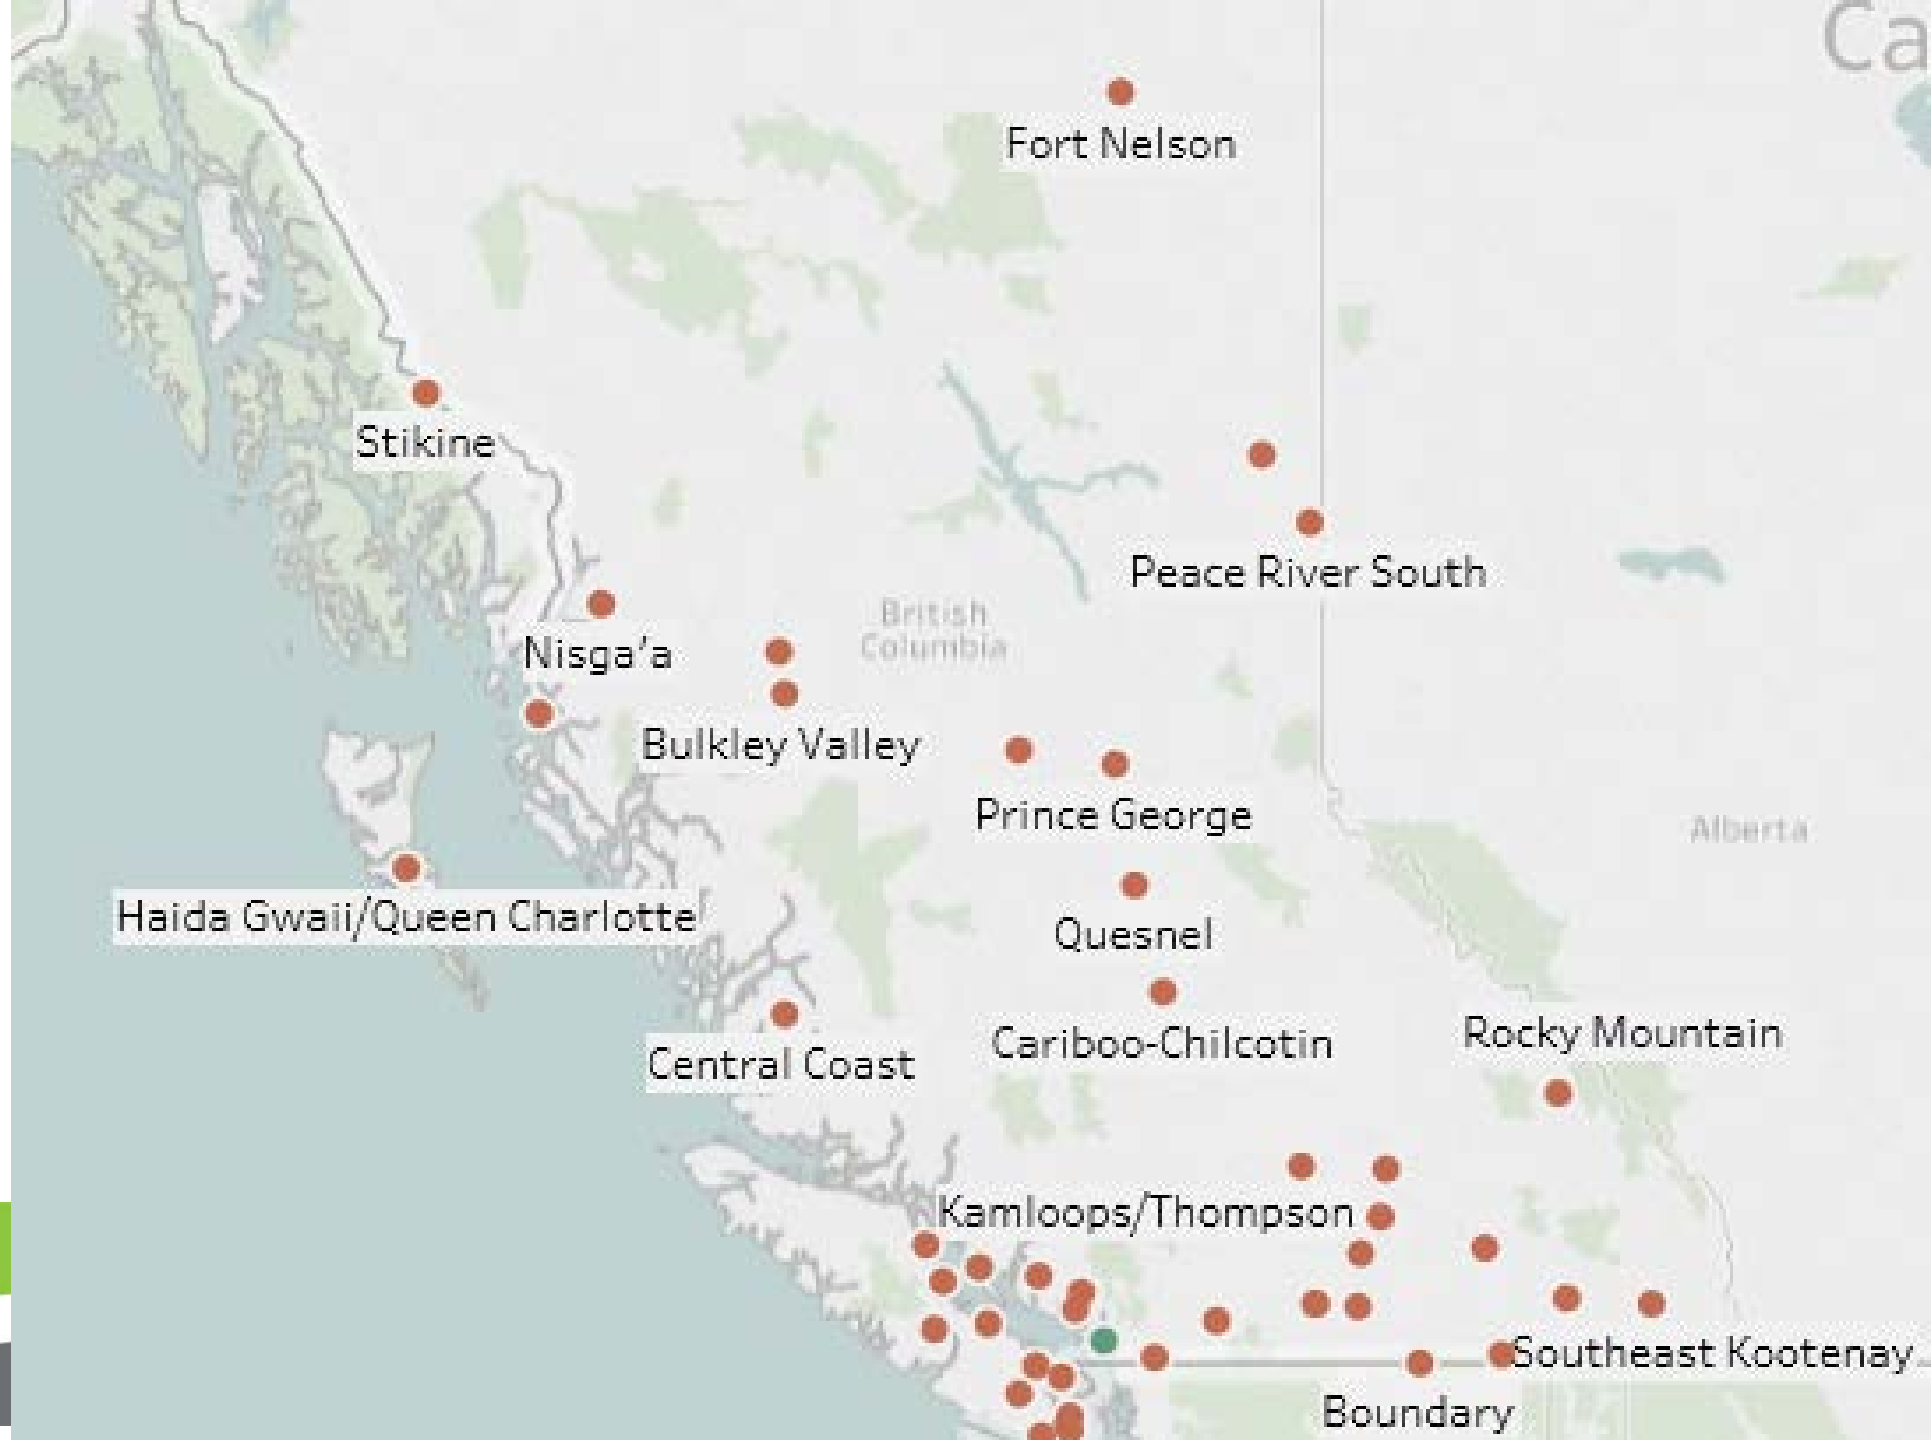 Ca
Fort Nelson
Stikine
Peace River South
British
Columbia
Nisga'a
Bulkley Valley
Prince George
Alberta
Haida Gwaii/Queen Charlotte
Quesnel
Rocky Mountain
Cariboo-Chilcotin
Central Coast
Kamloops/Thompson
Southeast Kootenay
Boundary